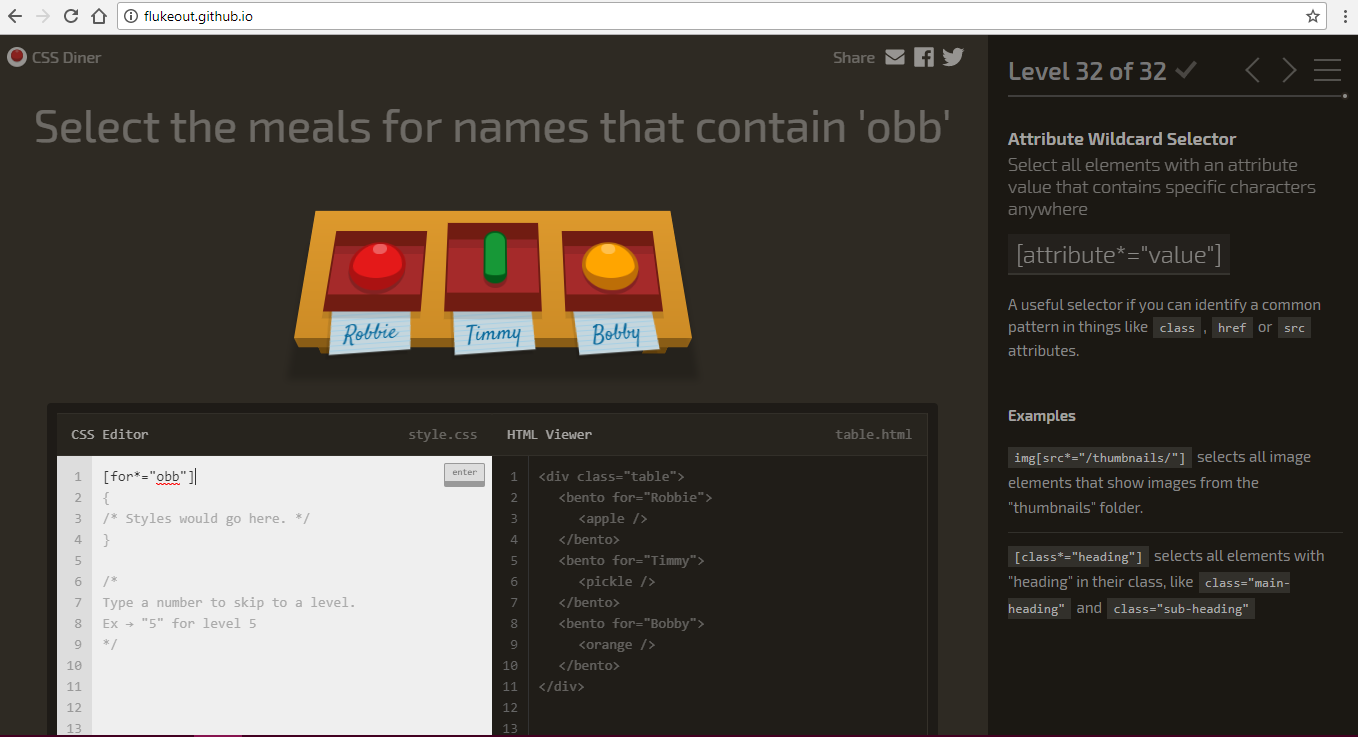 flukeout.github.io
CSS Diner
Share
Select the meals for names that contain 'obb'
Robbie
Timmy
Bobby
CSS Editor
style.css
HTML Viewer
table.html
enter
1 [for*="obb"]
2 {
3 /* Styles would go here. */
4 }
5
6 /*
7 Type a number to skip to a level.
8 Ex → "5" for level 5
9 */
10
11
12
13
1 <div class="table">
2 <bento for="Robbie">
3 <apple />
4 </bento>
5 <bento for="Timmy">
6 <pickle />
7 </bento>
8 <bento for="Bobby">
9 <orange />
10 </bento>
11 </div>
12
13
Level 32 of 32
Attribute Wildcard Selector
Select all elements with an attribute
value that contains specific characters
anywhere
[attribute*="value"]
A useful selector if you can identify a common
pattern in things like class , href or src
attributes.
Examples
img[src*="/thumbnails/"] selects all image
elements that show images from the
"thumbnails" folder.
[class*="heading"] selects all elements with
"heading" in their class, like class="main-
heading" and class="sub-heading"